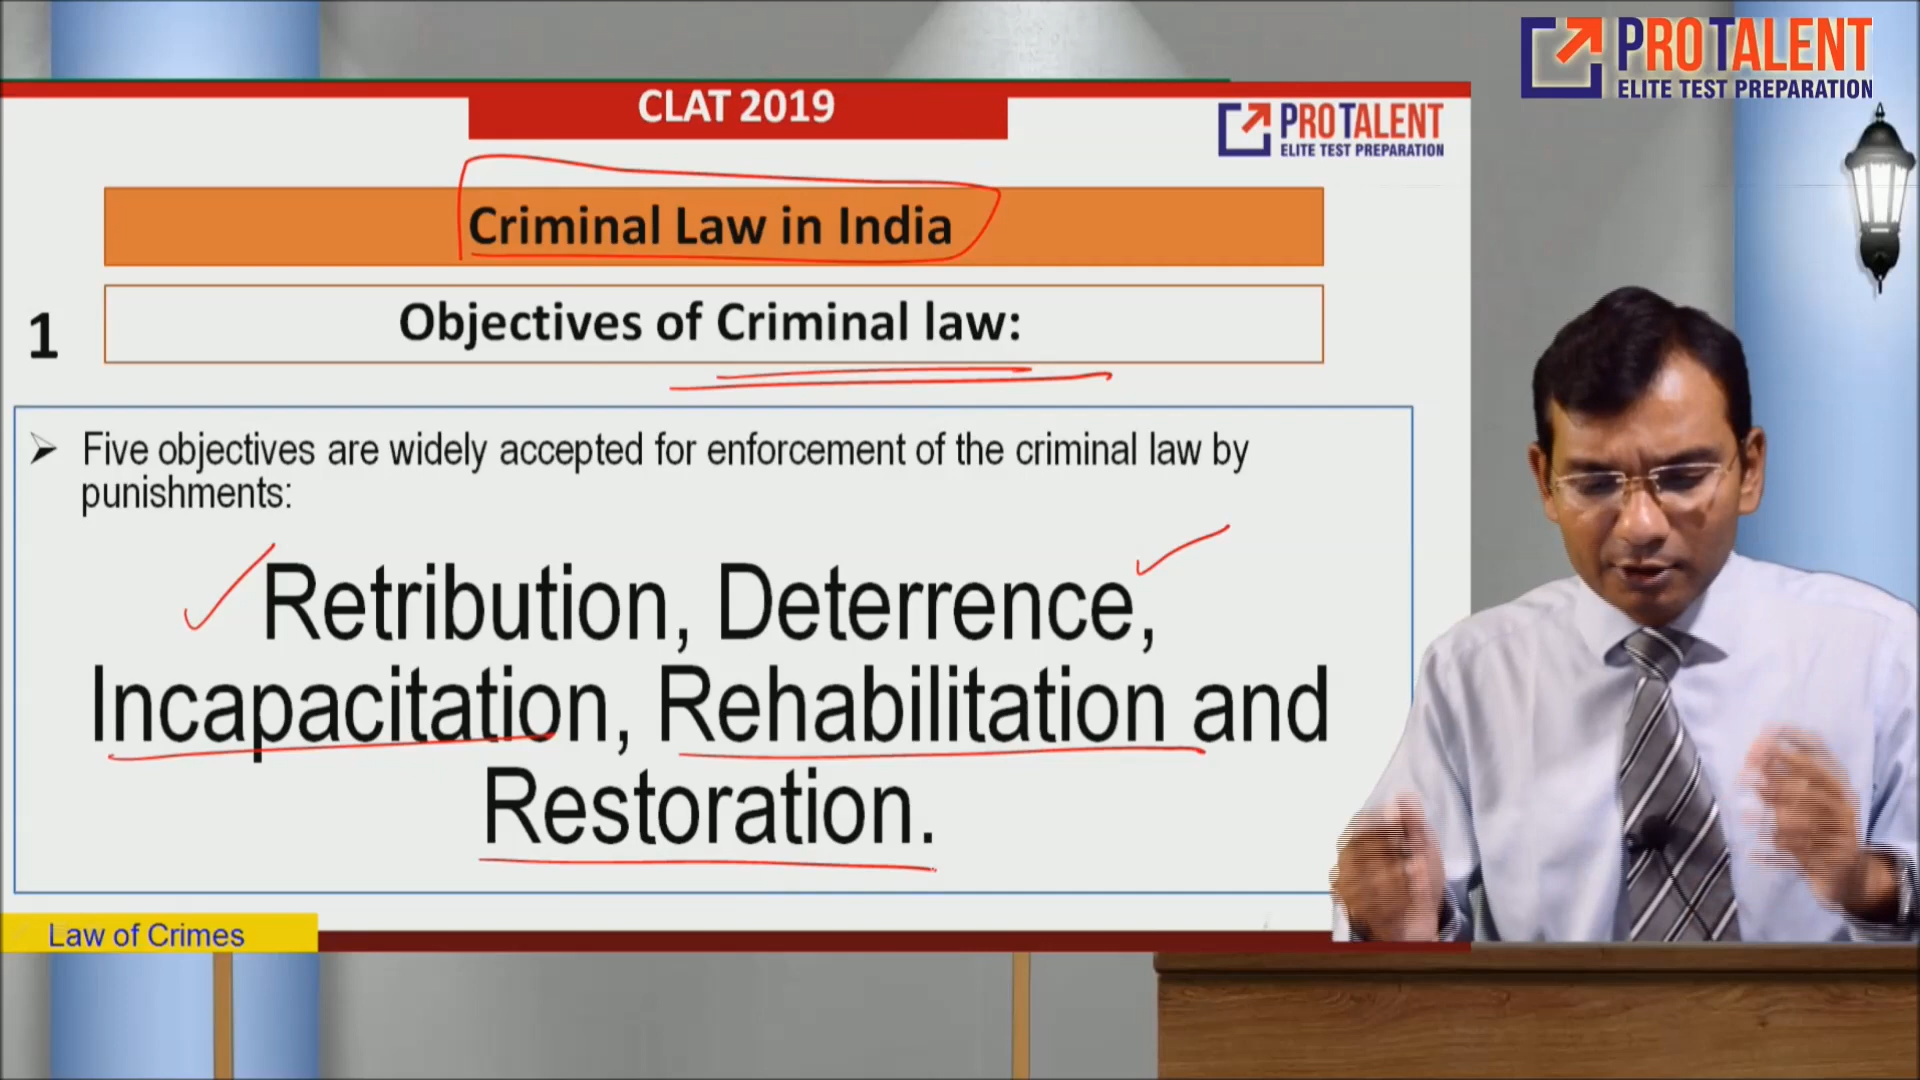 PROTALENT
ELITE TEST PREPARATION
CLAT 2019
PROTALENT
ELITE TEST PREPARATION
Criminal Law in India
1
Objectives of Criminal law:
➢ Five objectives are widely accepted for enforcement of the criminal law by
punishments:
Retribution, Deterrence,
Incapacitation, Rehabilitation and
Restoration.
Law of Crimes